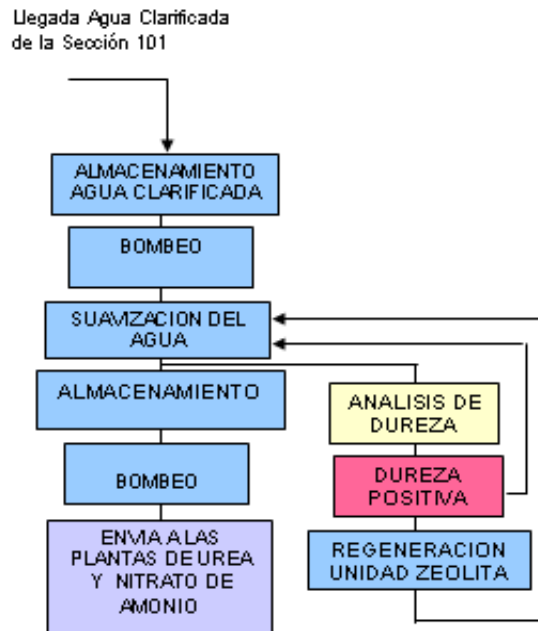 Llegada Agua Clarificada
de la Sección 101
ALMACENAMIENTO
AGUA CLARIFICADA
BOMBEO
SUAVIZACION DEL
AGUA
ALMACENAMIENTO
BOMBEO
ENVIA A LAS
PLANTAS DE UREA
Y NITRATO DE
AMONIO
ANALISIS DE
DUREZA
DUREZA
POSITIVA
REGENERACION
UNIDAD ZEOLITA